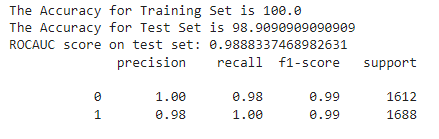 The Accuracy for Training Set is 100.0
The Accuracy for Test Set is 98.9090909090909
ROCAUC score on test set: 0.9888337468982631
precision recall f1-score support
0 1.00 0.98 0.99 1612
1 0.98 1.00 0.99 1688